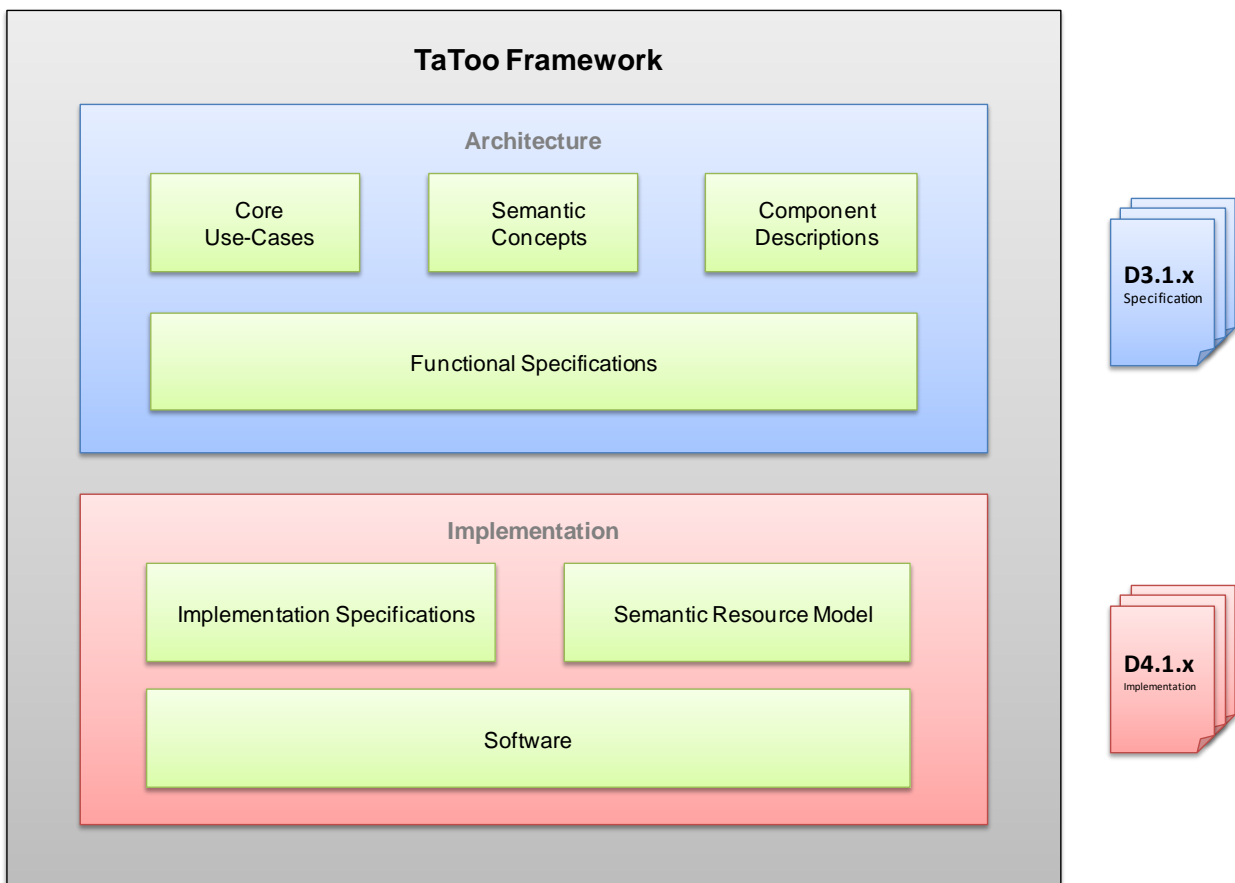 TaToo Framework
Architecture
Core
Use-Cases
Semantic
Concepts
Component
Descriptions
Functional Specifications
D3.1.x
Specification
Implementation
Implementation Specifications
Semantic Resource Model
Software
D4.1.x
Implementation